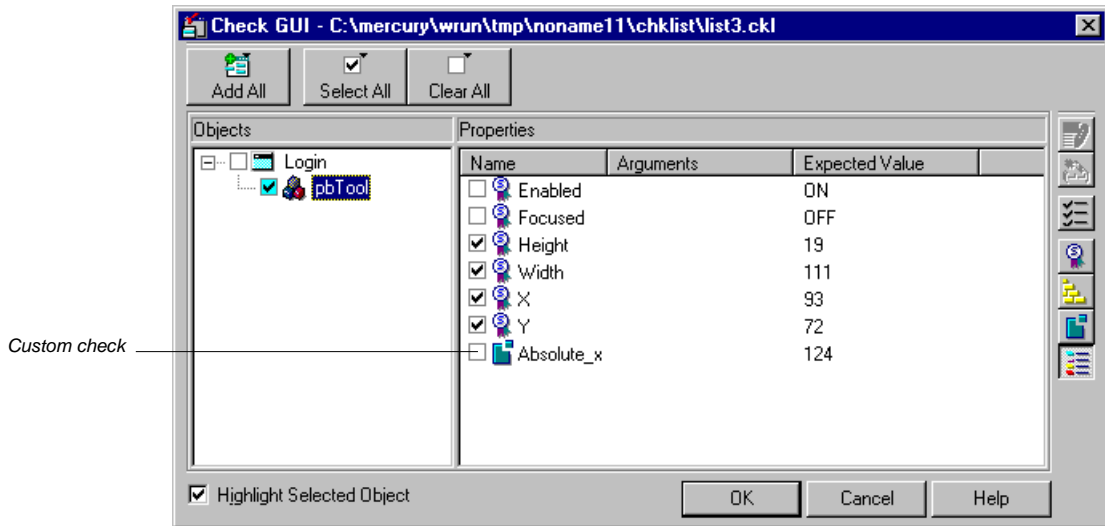 Check GUI - C:\mercury\wrun\tmp\noname11\chklist\list3.ckl
Add All Select All Clear All
Objects Properties
Login
pbTool
Name Arguments Expected Value
Enabled ON
Focused OFF
Height 19
Width 111
X 93
Y 72
Absolute_x 124
Custom check
Highlight Selected Object OK Cancel Help